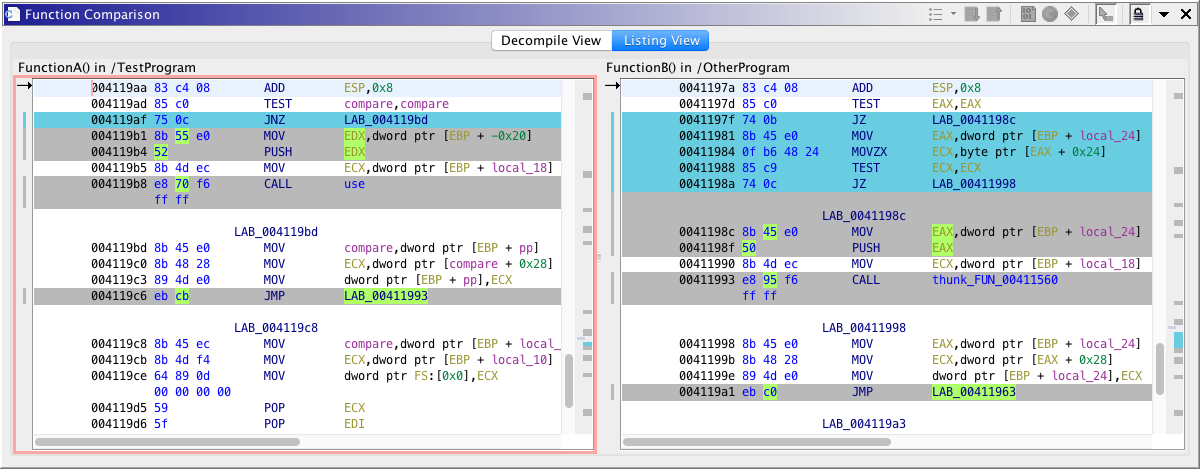 Function Comparison
Decompile View Listing View
FunctionA() in /TestProgram
004119aa 83 c4 08 ADD ESP,0x8
004119ad 85 c0 TEST compare,compare
004119af 75 0c JNZ LAB_004119bd
004119b1 8b 55 e0 MOV EDX,dword ptr [EBP + -0x20]
004119b4 52 PUSH EDX
004119b5 8b 4d ec MOV ECX,dword ptr [EBP + local_18]
004119b8 e8 70 f6 CALL use
ff ff
LAB_004119bd
004119bd 8b 45 e0 MOV compare,dword ptr [EBP + pp]
004119c0 8b 48 28 MOV ECX,dword ptr [compare + 0x28]
004119c3 89 4d e0 MOV dword ptr [EBP + pp],ECX
004119c6 eb cb JMP LAB_00411993
LAB_004119c8
004119c8 8b 45 ec MOV compare,dword ptr [EBP + local_
004119cb 8b 4d f4 MOV ECX,dword ptr [EBP + local_10]
004119ce 64 89 0d MOV dword ptr FS:[0x0],ECX
00 00 00 00
004119d5 59 POP ECX
004119d6 5f POP EDI
FunctionB() in /OtherProgram
0041197a 83 c4 08 ADD ESP,0x8
0041197d 85 c0 TEST EAX,EAX
0041197f 74 0b JZ LAB_0041198c
00411981 8b 45 e0 MOV EAX,dword ptr [EBP + local_24]
00411984 0f b6 48 24 MOVZX ECX,byte ptr [EAX + 0x24]
00411988 85 c9 TEST ECX,ECX
0041198a 74 0c JZ LAB_00411998
LAB_0041198c
0041198c 8b 45 e0 MOV EAX,dword ptr [EBP + local_24]
0041198f 50 PUSH EAX
00411990 8b 4d ec MOV ECX,dword ptr [EBP + local_18]
00411993 e8 95 f6 CALL thunk_FUN_00411560
ff ff
LAB_00411998
00411998 8b 45 e0 MOV EAX,dword ptr [EBP + local_24]
0041199b 8b 48 28 MOV ECX,dword ptr [EAX + 0x28]
0041199e 89 4d e0 MOV dword ptr [EBP + local_24],ECX
004119a1 eb c0 JMP LAB_00411963
LAB_004119a3